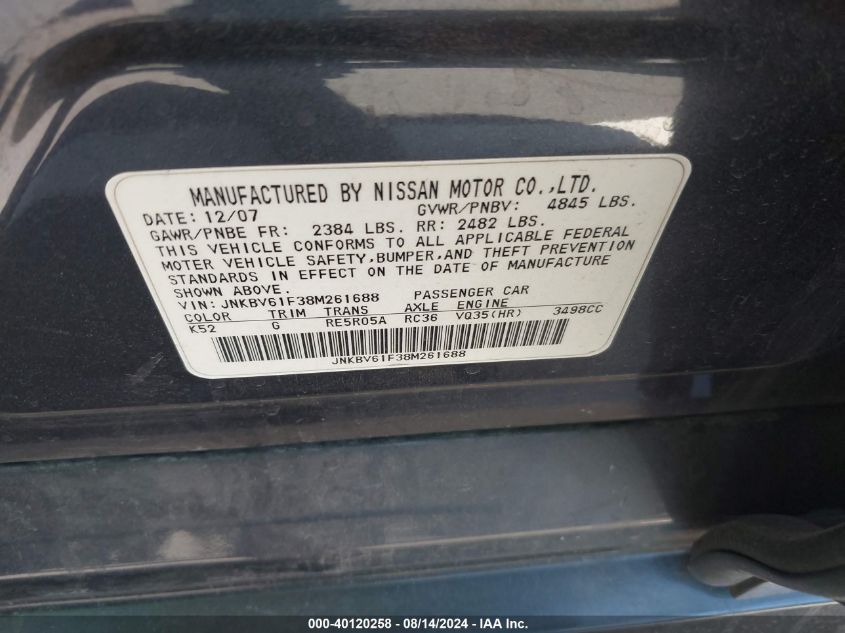 MANUFACTURED BY NISSAN MOTOR CO.,LTD.
DATE: 12/07 GVWR/PNBV: 4845 LBS.
GAWR/PNBE FR: 2384 LBS. RR: 2482 LBS.
THIS VEHICLE CONFORMS TO ALL APPLICABLE FEDERAL
MOTER VEHICLE SAFETY,BUMPER,AND THEFT PREVENTION
STANDARDS IN EFFECT ON THE DATE OF MANUFACTURE
SHOWN ABOVE.
VIN: JNKBV61F38M261688 PASSENGER CAR
COLOR TRIM TRANS AXLE ENGINE
K52 G RE5R05A RC36 VQ35(HR) 3498CC
JNKBV61F38M261688
000-40120258 - 08/14/2024 - IAA, Inc.